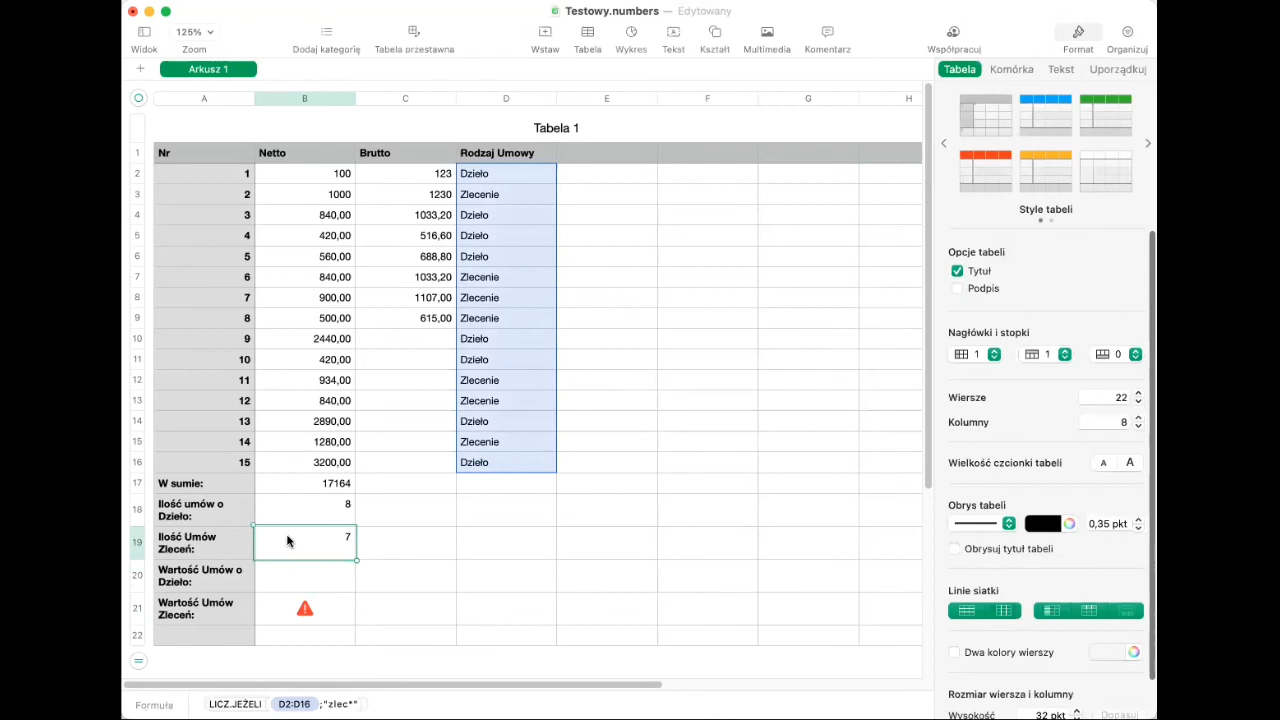 Testowy.numbers — Edytowany
125%
Widok Zoom Dodaj kategorię Tabela przestawna Wstaw Tabela Wykres Tekst Kształt Multimedia Komentarz Współpracuj Format Organizuj
Arkusz 1
Tabela Komórka Tekst Uporządkuj
A B C D E F G H
Tabela 1
1 Nr Netto Brutto Rodzaj Umowy
2 1 100 123 Dzieło
3 2 1000 1230 Zlecenie
4 3 840,00 1033,20 Dzieło
5 4 420,00 516,60 Dzieło
6 5 560,00 688,80 Dzieło
7 6 840,00 1033,20 Zlecenie
8 7 900,00 1107,00 Zlecenie
9 8 500,00 615,00 Zlecenie
10 9 2440,00 Dzieło
11 10 420,00 Dzieło
12 11 934,00 Zlecenie
13 12 840,00 Zlecenie
14 13 2890,00 Dzieło
15 14 1280,00 Zlecenie
16 15 3200,00 Dzieło
17 W sumie: 17164
18 Ilość umów o 8
Dzieło:
19 Ilość Umów 7
Zleceń:
20 Wartość Umów o
Dzieło:
21 Wartość Umów
Zleceń:
22
Style tabeli
Opcje tabeli
Tytuł
Podpis
Nagłówki i stopki
1 1 0
Wiersze 22
Kolumny 8
Wielkość czcionki tabeli A A
Obrys tabeli
0,35 pkt
Obrysuj tytuł tabeli
Linie siatki
Dwa kolory wierszy
Rozmiar wiersza i kolumny
Wysokość 32 pkt Dopasuj
Formuła LICZ.JEŻELI D2:D16 ;"zlec*"